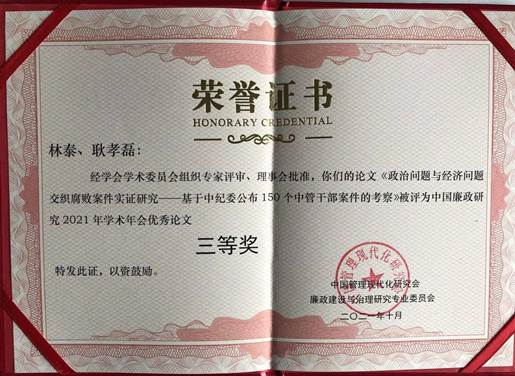 荣誉证书
HONORARY CREDENTIAL
林泰、耿孝磊：
经学会学术委员会组织专家评审、理事会批准，你们的论文《政治问题与经济问题
交织腐败案件实证研究——基于中纪委公布150个中管干部案件的考察》被评为中国廉政研
究2021年学术年会优秀论文
三等奖
特发此证，以资鼓励。
管理现代化研究
中国管理现代化研究会
廉政建设与治理研究专业委员会
二〇二一年十月